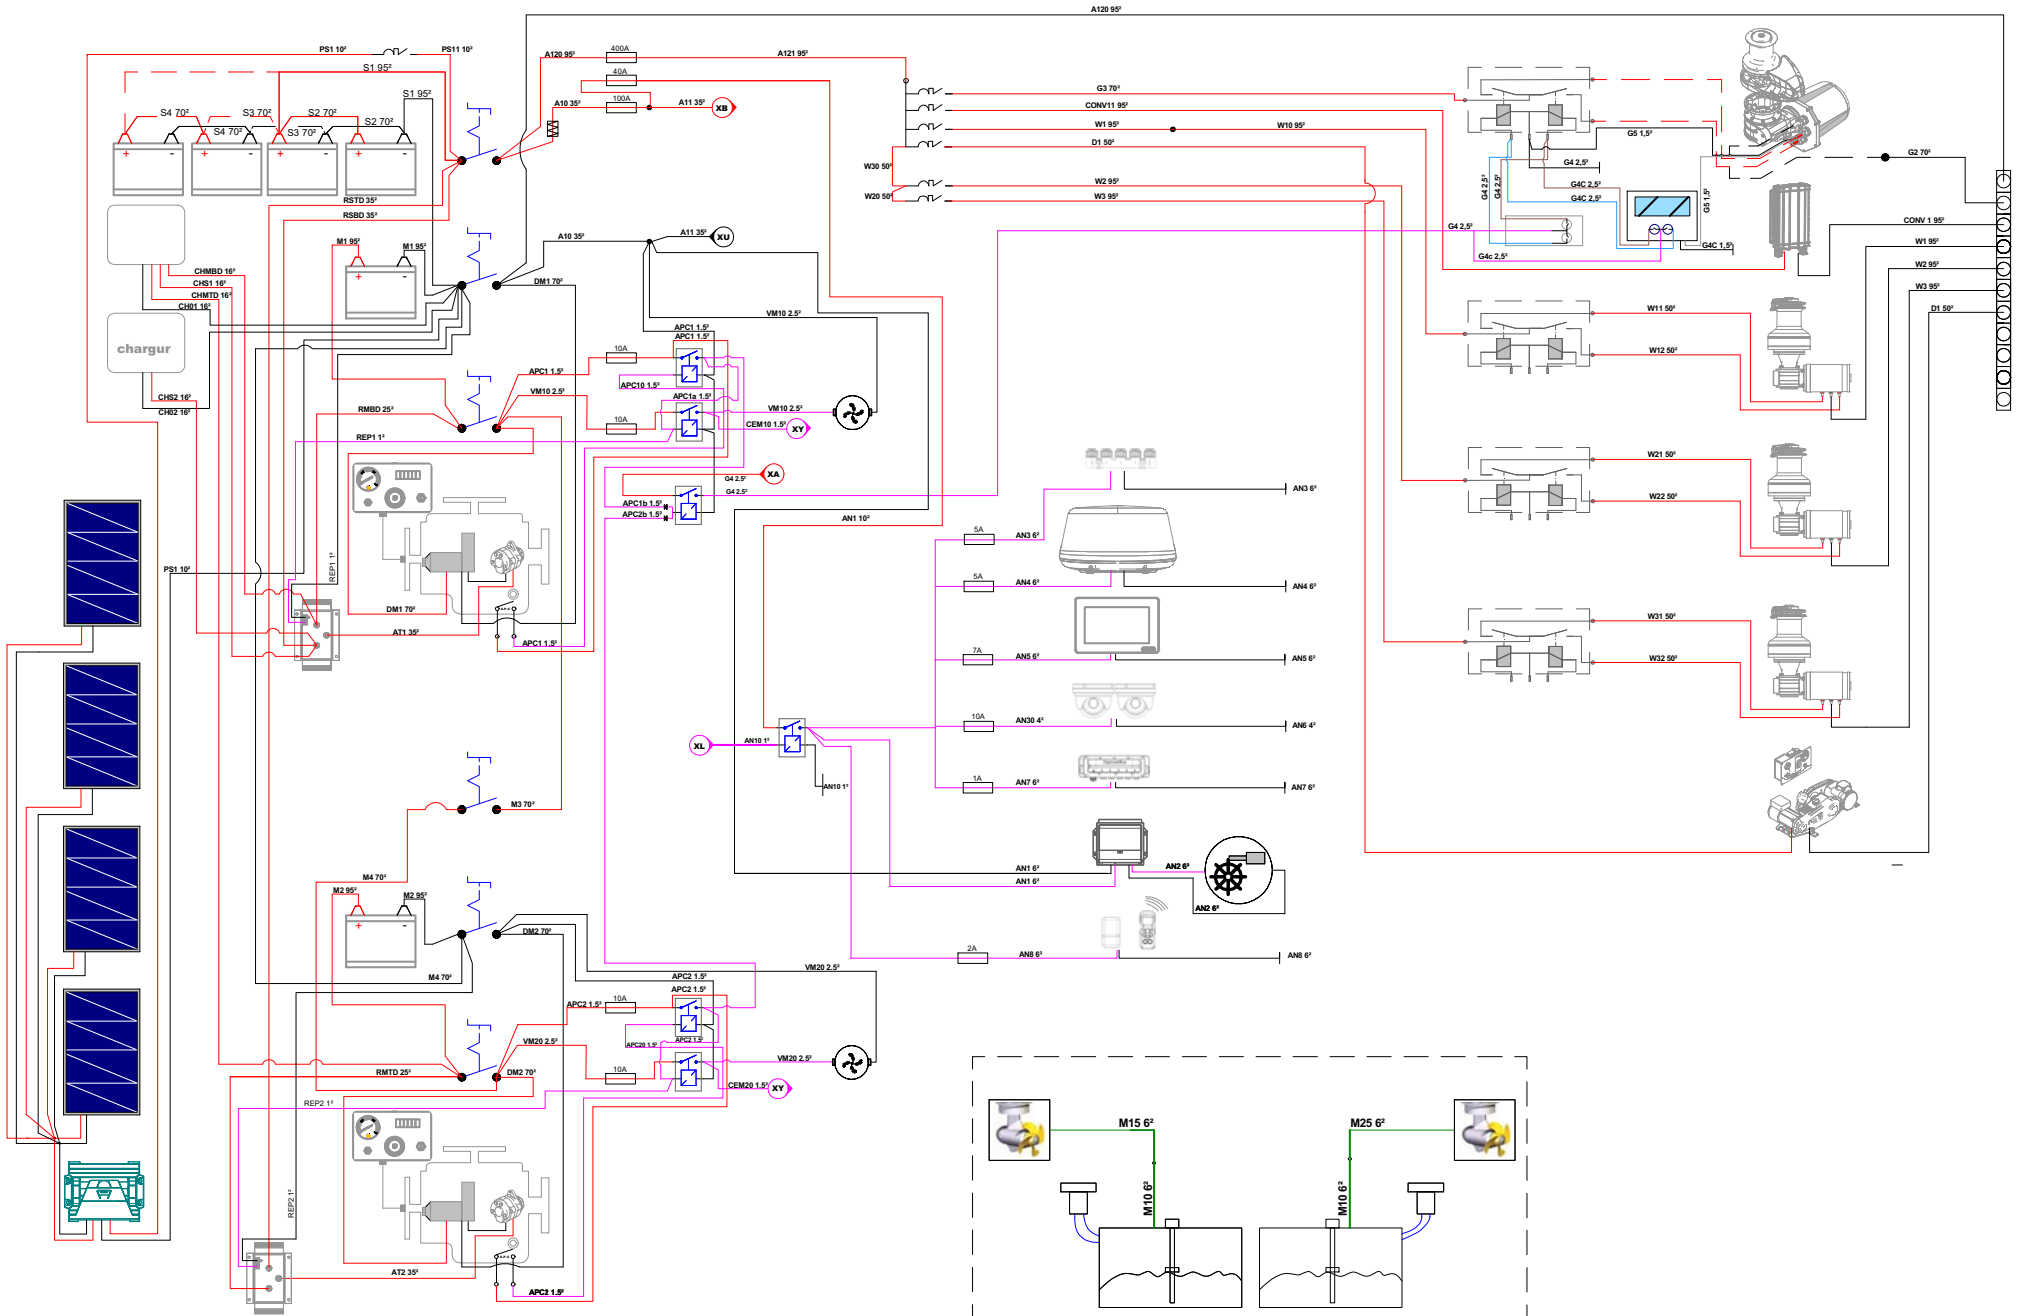 A120 95²
PS1 10²
PS11 10²
A120 95²
400A
A121 95²
S1 95²
40A
S1 95²
A10 35²
100A
A11 35²
XB
G3 70²
CONV11 95²
S4 70²
S3 70²
S2 70²
S4 70²
S3 70²
S2 70²
W1 95²
W10 95²
G5 1,5²
D1 50²
+ -
+ -
+ -
+ -
W30 50²
G4 2,5²
G2 70²
RSTD 35²
RSBD 35²
W20 50²
W2 95²
W3 95²
G4 2,5²
G4 2,5²
G4C 2,5²
G4C 2,5²
G5 1,5²
M1 95²
M1 95²
A10 35²
A11 35²
XU
G4 2,5²
G4c 2,5²
G4C 1,5²
CONV 1 95²
W1 95²
W2 95²
W3 95²
D1 50²
+ -
CHMBD 16²
CHS1 16²
CHMTD 16²
CH01 16²
DM1 70²
VM10 2.5²
W11 50²
W12 50²
chargur
APC1 1.5²
APC1 1.5²
10A
APC1 1.5²
APC10 1.5²
VM10 2.5²
APC1a 1.5²
VM10 2.5²
CHS2 16²
CH02 16²
RMBD 25²
10A
CEM10 1.5²
XY
REP1 1²
W21 50²
W22 50²
XA
G4 2.5²
G4 2.5²
APC1b 1.5²
APC2b 1.5²
AN3 6²
AN1 10²
5A
AN3 6²
PS1 10²
REP1 1²
5A
AN4 6²
AN4 6²
DM1 70²
AT1 35²
APC1 1.5²
7A
AN5 6²
AN5 6²
W31 50²
W32 50²
10A
AN30 4²
AN6 4²
XL
AN10 1²
AN10 1²
1A
AN7 6²
AN7 6²
M3 70²
M4 70²
AN1 6²
AN1 6²
AN2 6²
AN2 6²
M2 95²
M2 95²
+ -
DM2 70²
2A
AN8 6²
AN8 6²
M4 70²
VM20 2.5²
APC2 1.5²
APC2 1.5²
APC2 1.5²
10A
VM20 2.5²
APC20 1.5²
APC2 1.5²
VM20 2.5²
RMTD 25²
DM2 70²
10A
CEM20 1.5²
XY
REP2 1²
M15 6²
M25 6²
REP2 1²
M10 6²
M10 6²
AT2 35²
APC2 1.5²